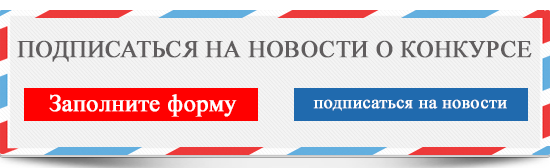 ПОДПИСАТЬСЯ НА НОВОСТИ О КОНКУРСЕ
Заполните форму
подписаться на новости